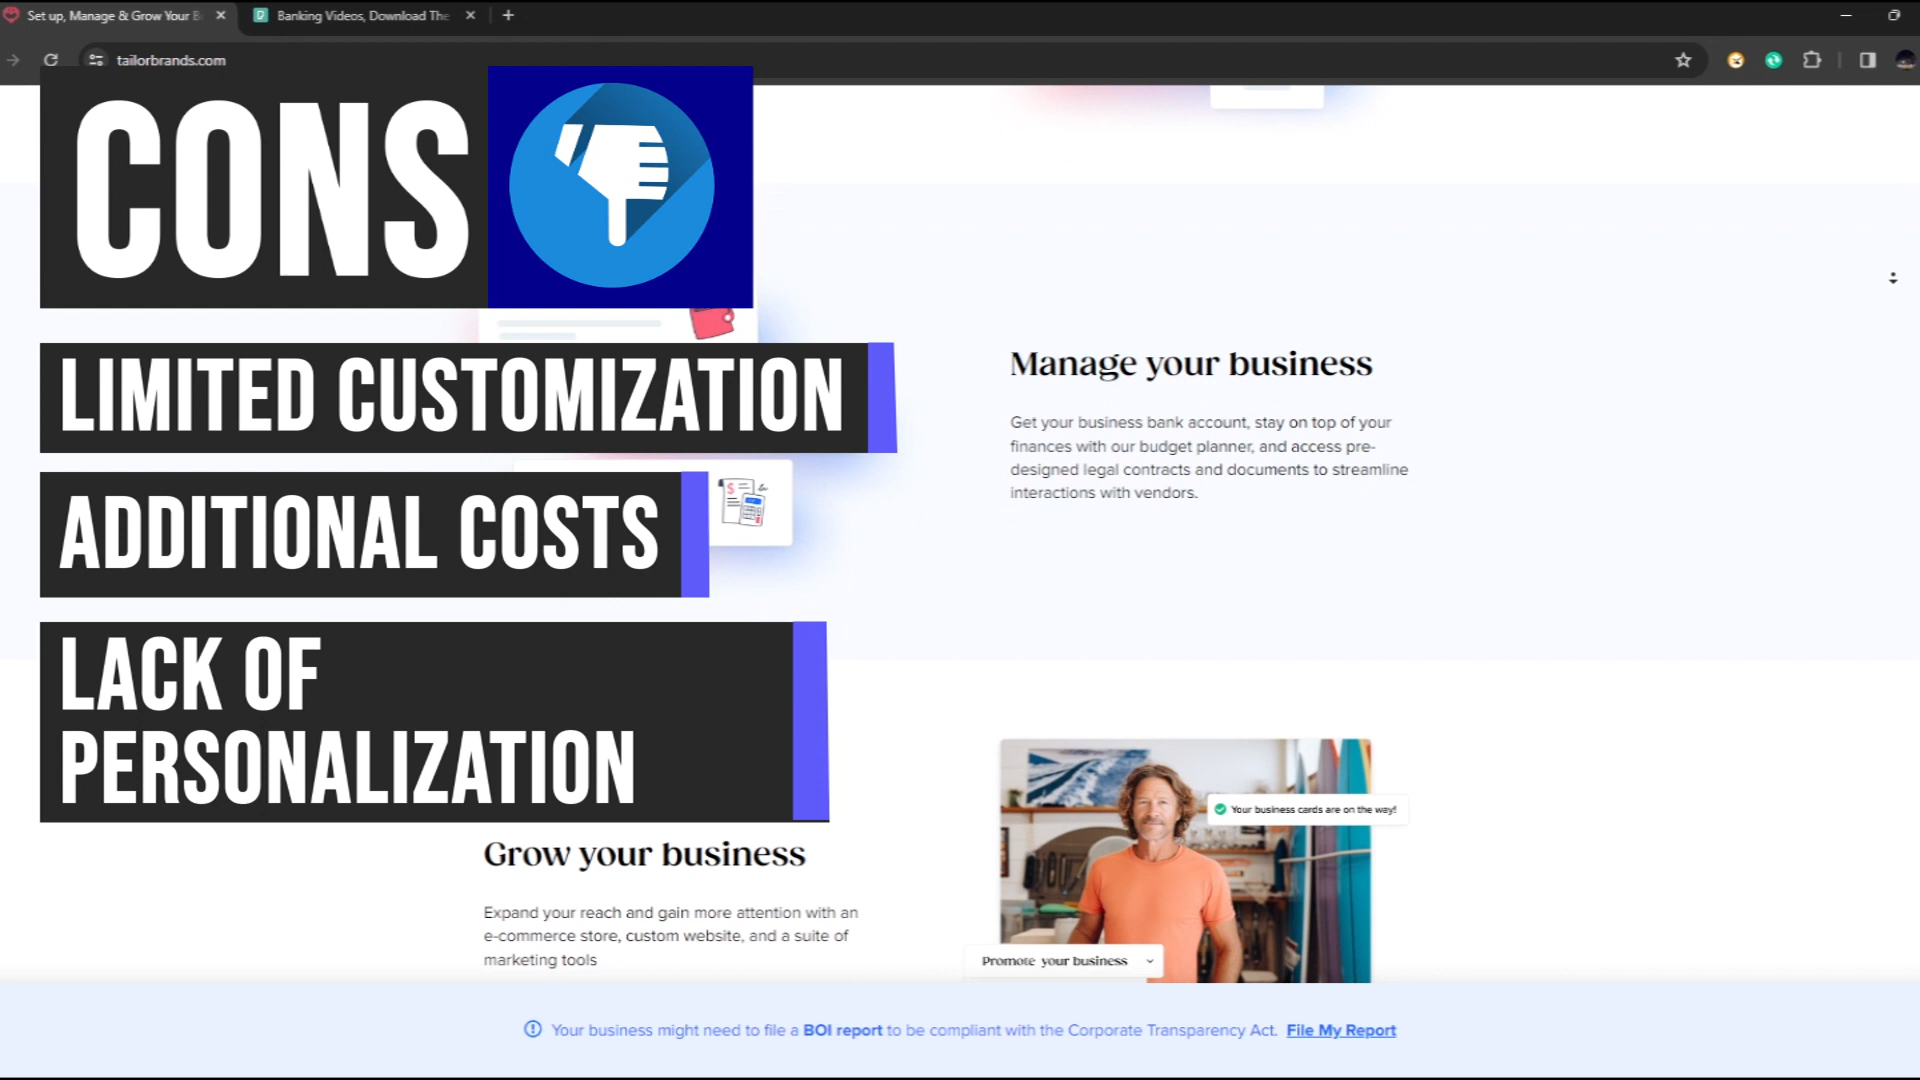 Set up, Manage & Grow Your B
Banking Videos, Download The
tailorbrands.com
CONS
LIMITED CUSTOMIZATION
ADDITIONAL COSTS
LACK OF
PERSONALIZATION
Manage your business
Get your business bank account, stay on top of your
finances with our budget planner, and access pre-
designed legal contracts and documents to streamline
interactions with vendors.
Grow your business
Expand your reach and gain more attention with an
e-commerce store, custom website, and a suite of
marketing tools
Your business cards are on the way!
Promote your business
Your business might need to file a BOI report to be compliant with the Corporate Transparency Act. File My Report